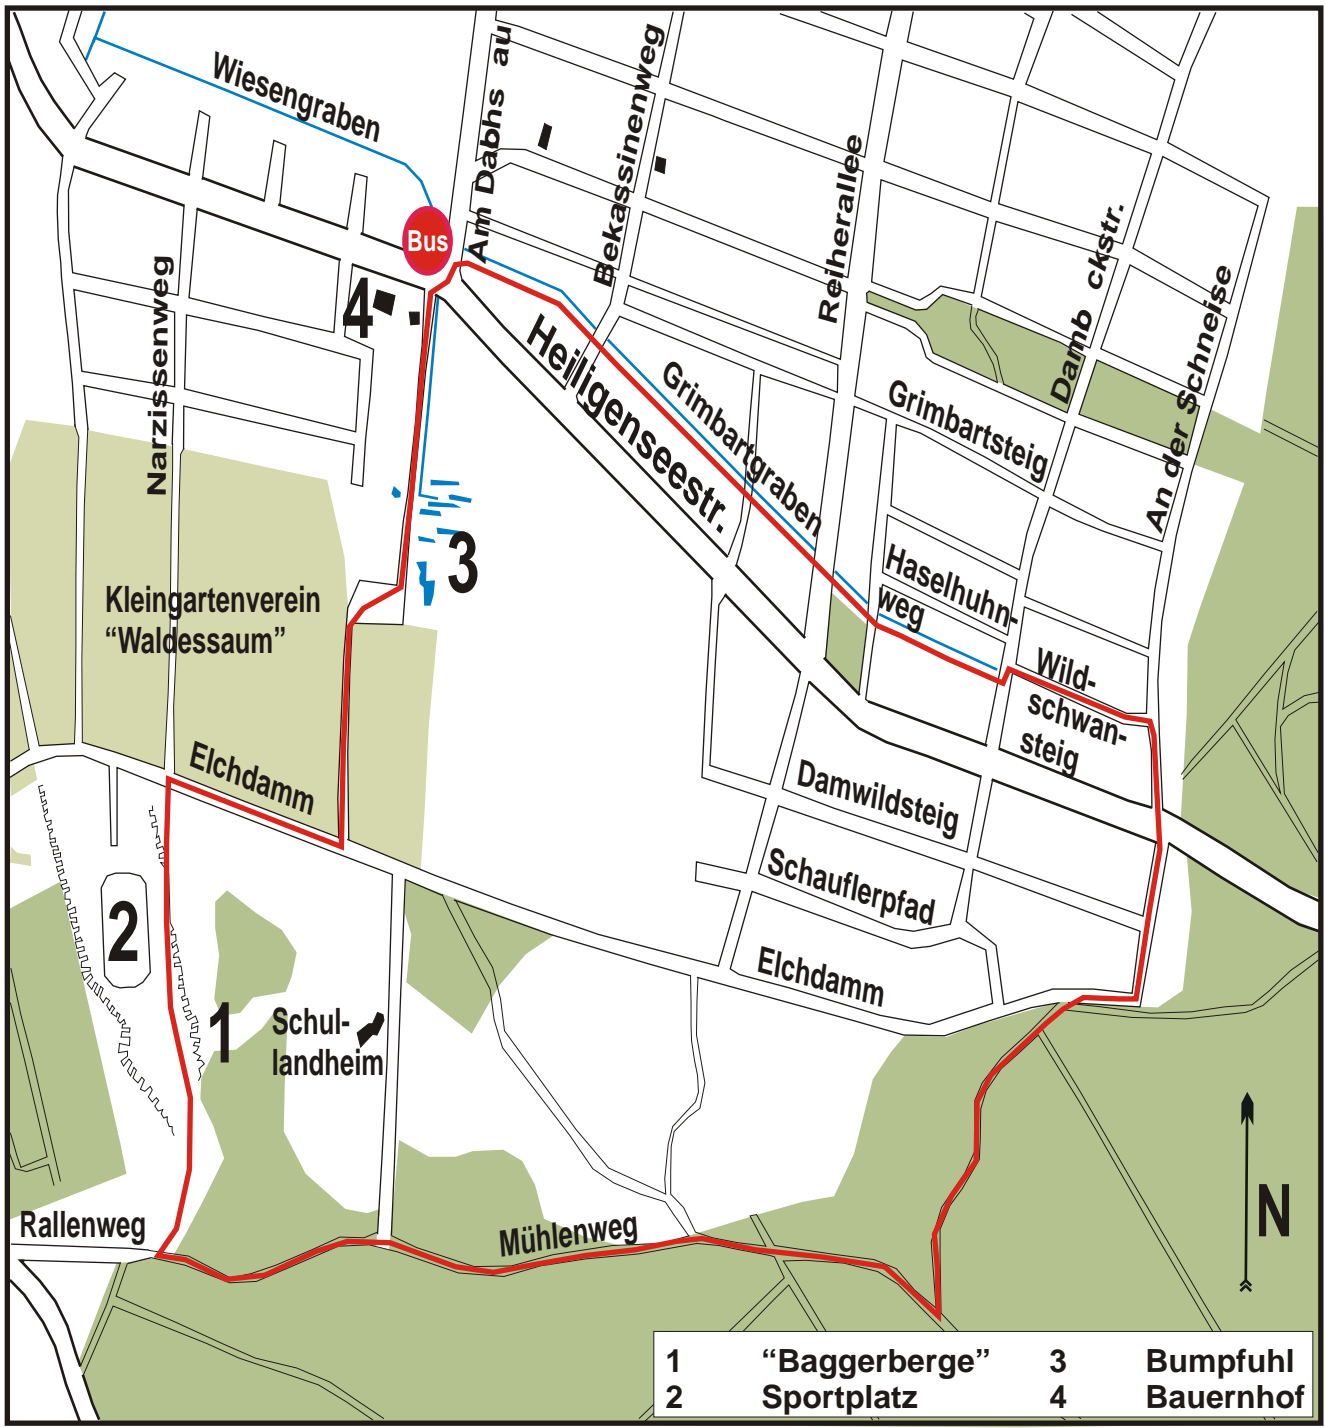 Wiesengraben
Am Dabhs au
Bekassinenweg
Reiherallee
Damb ckstr.
An der Schneise
Bus
4
Narzissenweg
Heiligenseestr.
Grimbartgraben
Grimbartsteig
3
Haselhuhn-
weg
Kleingartenverein
“Waldessaum”
Wild-
schwan-
steig
Elchdamm
Damwildsteig
Schauflerpfad
Elchdamm
2
1
Schul-
landheim
Rallenweg
Mühlenweg
N
1 “Baggerberge” 3 Bumpfuhl
2 Sportplatz 4 Bauernhof